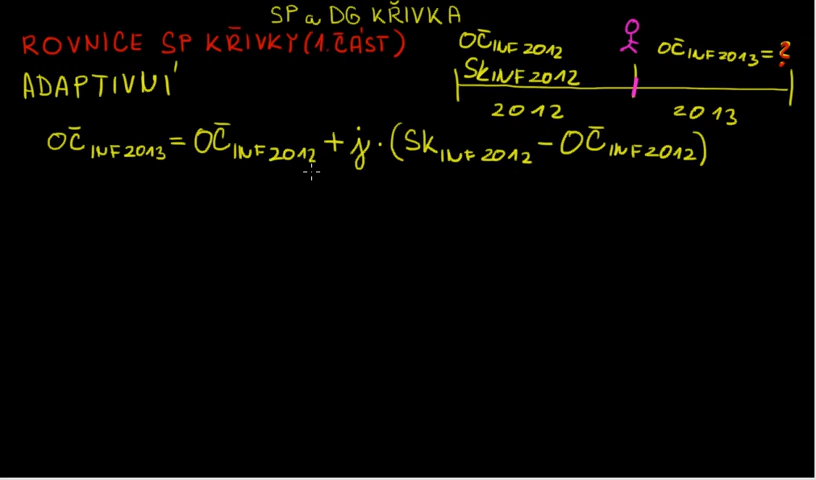 SP a DG KŘIVKA
ROVNICE SP KŘIVKY (1. ČÁST)
ADAPTIVNÍ
OČ INF 2012
SK INF 2012
OČ INF 2013 = ?
2012 2013
OČ INF 2013 = OČ INF 2012 + j · (SK INF 2012 - OČ INF 2012)